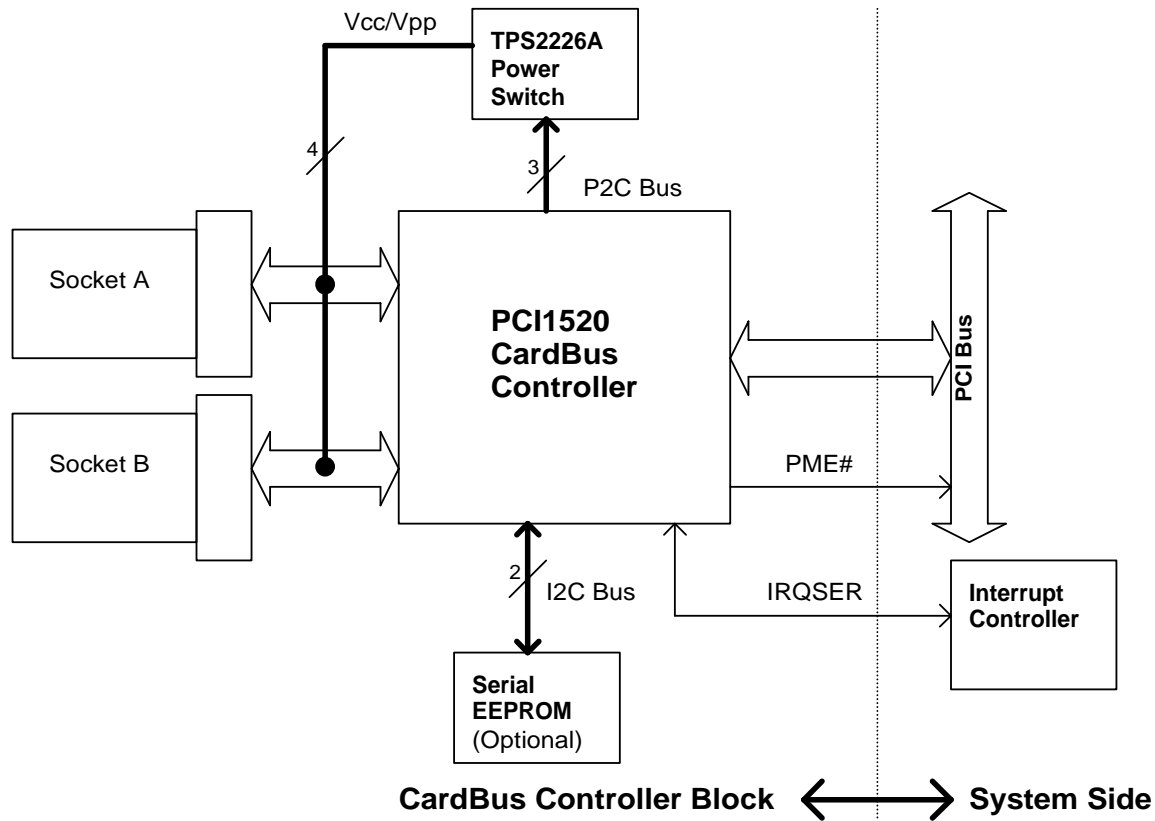 Vcc/Vpp
TPS2226A
Power
Switch
4
3
P2C Bus
Socket A
PCI1520
CardBus
Controller
PCI Bus
Socket B
PME#
2
I2C Bus
IRQSER
Interrupt
Controller
Serial
EEPROM
(Optional)
CardBus Controller Block
System Side